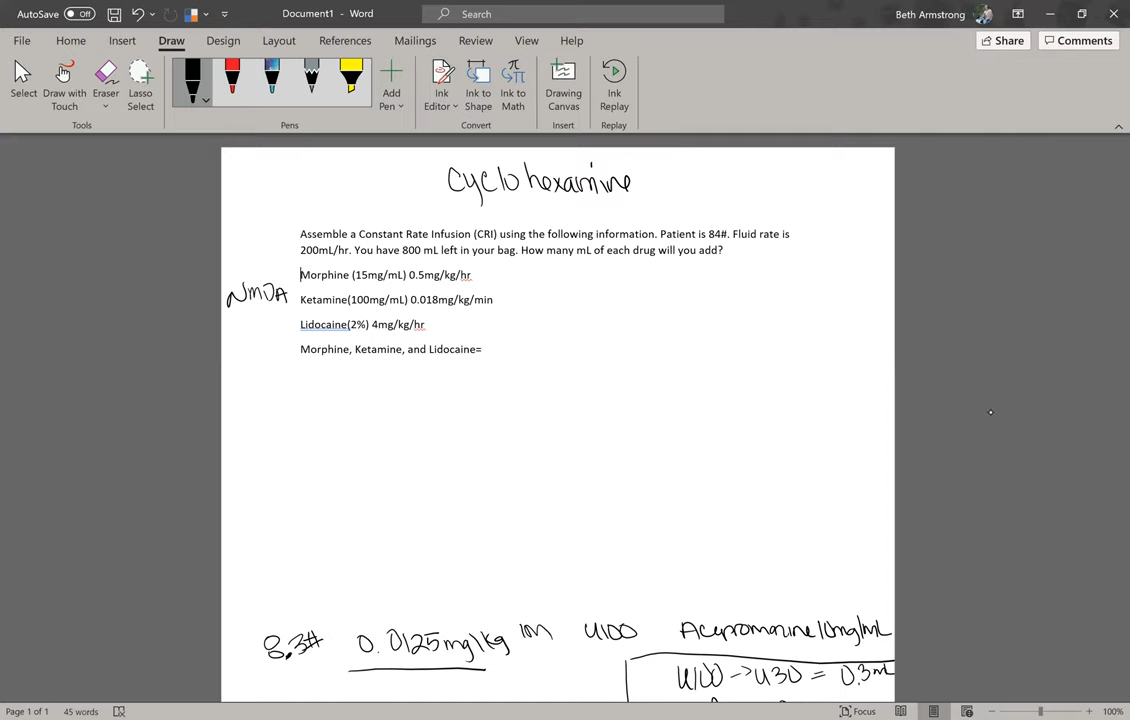 AutoSave Off Document1 - Word Search Beth Armstrong
File Home Insert Draw Design Layout References Mailings Review View Help Share Comments
Select Draw with Touch Eraser Lasso Select Add Pen Ink Editor Ink to Shape Ink to Math Drawing Canvas Ink Replay
Tools Pens Convert Insert Replay
Cyclohexamine
Assemble a Constant Rate Infusion (CRI) using the following information. Patient is 84#. Fluid rate is
200mL/hr. You have 800 mL left in your bag. How many mL of each drug will you add?
Morphine (15mg/mL) 0.5mg/kg/hr
NMDA
Ketamine(100mg/mL) 0.018mg/kg/min
Lidocaine(2%) 4mg/kg/hr
Morphine, Ketamine, and Lidocaine=
8.3# 0.0125mg/kg IM U100 Acepromazine 10mg/mL
U100 -> U30 = 0.3mL
Page 1 of 1 45 words Focus 100%